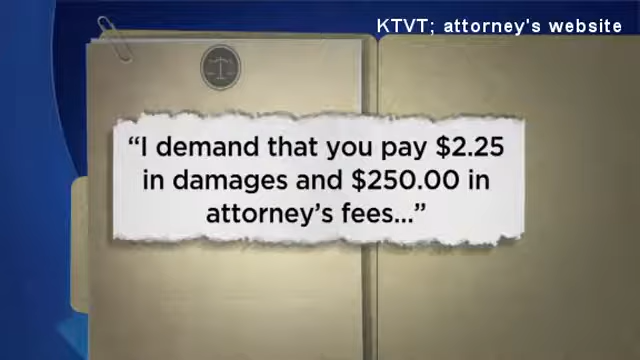 KTVT; attorney's website
“I demand that you pay $2.25
in damages and $250.00 in
attorney’s fees...”